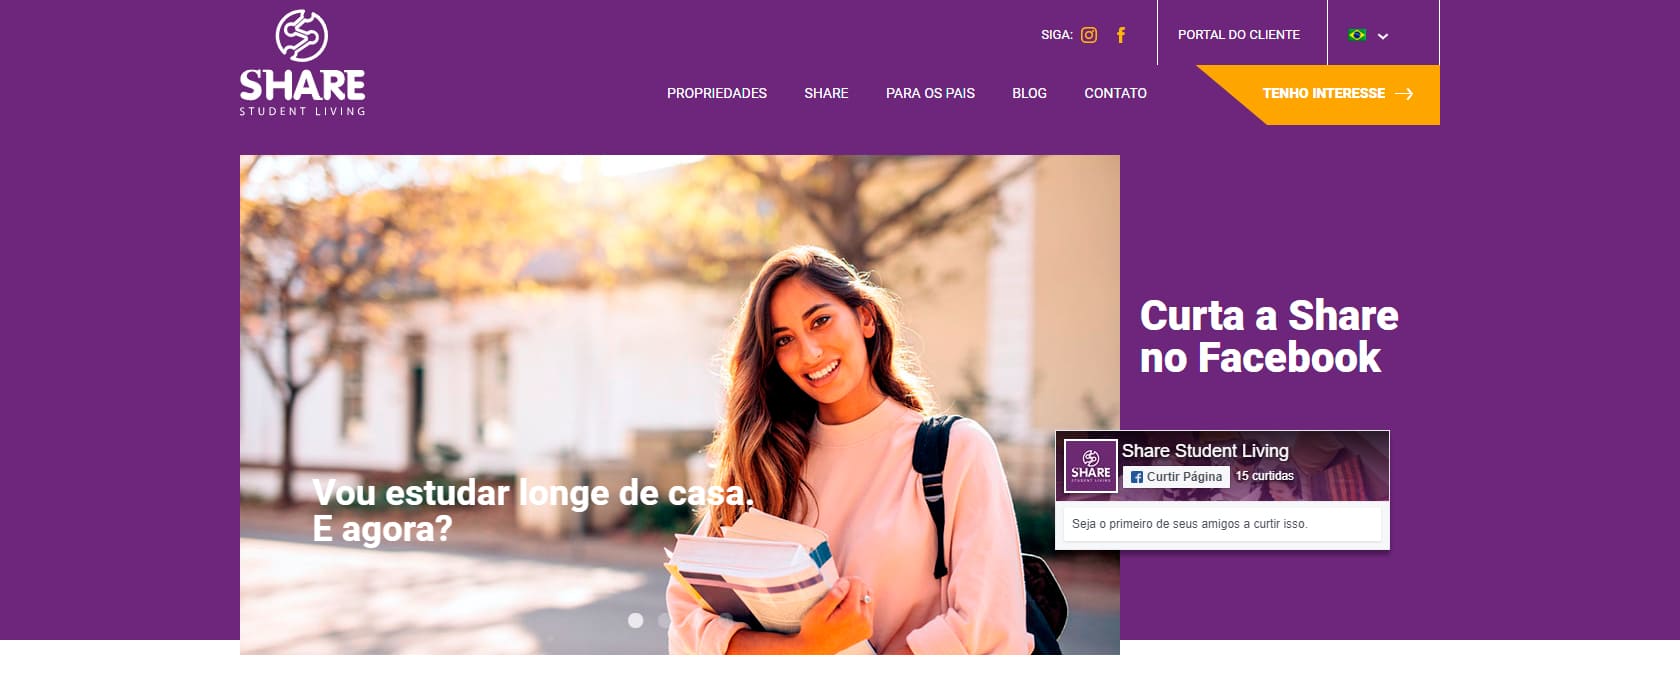 SHARE
STUDENT LIVING
SIGA:
PORTAL DO CLIENTE
PROPRIEDADES
SHARE
PARA OS PAIS
BLOG
CONTATO
TENHO INTERESSE
Vou estudar longe de casa.
E agora?
Curta a Share
no Facebook
SHARE
STUDENT LIVING
Share Student Living
Curtir Página
15 curtidas
Seja o primeiro de seus amigos a curtir isso.